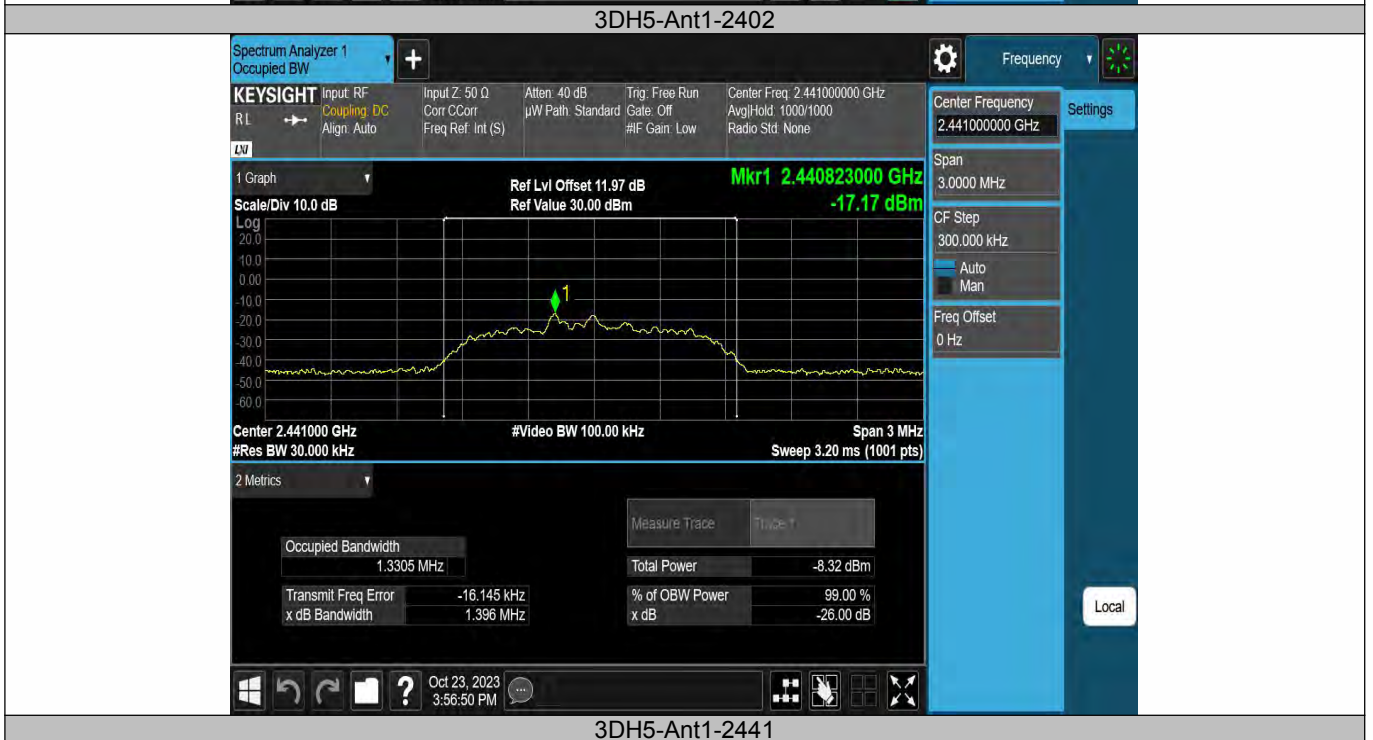 3DH5-Ant1-2402
Spectrum Analyzer 1
Occupied BW
+
Frequency
KEYSIGHT
RL
LXI
Input: RF
Coupling: DC
Align: Auto
Input Z: 50 Ω
Corr CCorr
Freq Ref: Int (S)
Atten: 40 dB
µW Path: Standard
Trig: Free Run
Gate: Off
#IF Gain: Low
Center Freq: 2.441000000 GHz
Avg|Hold: 1000/1000
Radio Std: None
Center Frequency
2.441000000 GHz
Settings
Span
3.0000 MHz
CF Step
300.000 kHz
Auto
Man
Freq Offset
0 Hz
Local
1 Graph
Scale/Div 10.0 dB
Ref Lvl Offset 11.97 dB
Ref Value 30.00 dBm
Mkr1 2.440823000 GHz
-17.17 dBm
Log
20.0
10.0
0.00
-10.0
-20.0
-30.0
-40.0
-50.0
-60.0
1
Center 2.441000 GHz
#Res BW 30.000 kHz
#Video BW 100.00 kHz
Span 3 MHz
Sweep 3.20 ms (1001 pts)
2 Metrics
Measure Trace
Trace 1
Occupied Bandwidth
1.3305 MHz
Total Power -8.32 dBm
Transmit Freq Error -16.145 kHz
% of OBW Power 99.00 %
x dB Bandwidth 1.396 MHz
x dB -26.00 dB
?
Oct 23, 2023
3:56:50 PM
3DH5-Ant1-2441